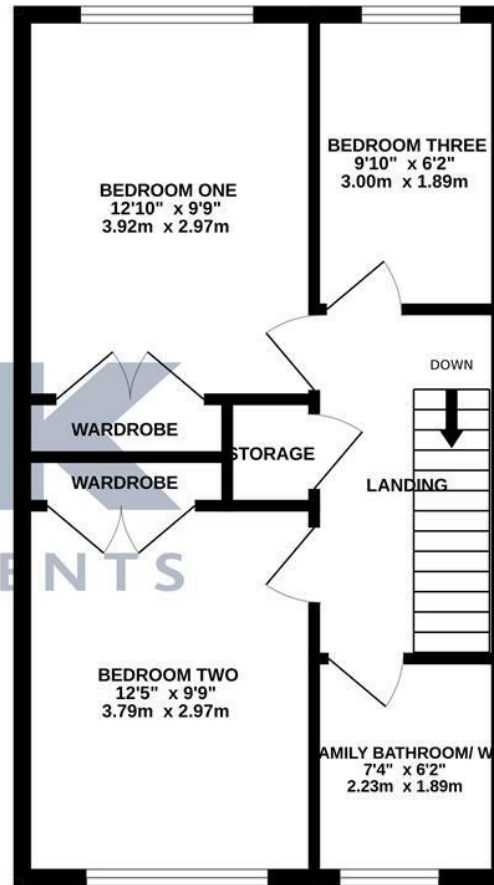 BEDROOM ONE
12'10" x 9'9"
3.92m x 2.97m
BEDROOM THREE
9'10" x 6'2"
3.00m x 1.89m
DOWN
WARDROBE
STORAGE
WARDROBE
LANDING
K
ENTS
BEDROOM TWO
12'5" x 9'9"
3.79m x 2.97m
AMILY BATHROOM/ W
7'4" x 6'2"
2.23m x 1.89m